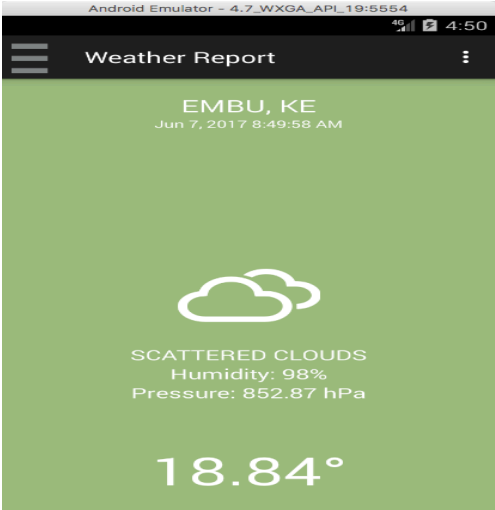 Android Emulator - 4.7_WXGA_API_19:5554
4G 4:50
Weather Report
EMBU, KE
Jun 7, 2017 8:49:58 AM
SCATTERED CLOUDS
Humidity: 98%
Pressure: 852.87 hPa
18.84°